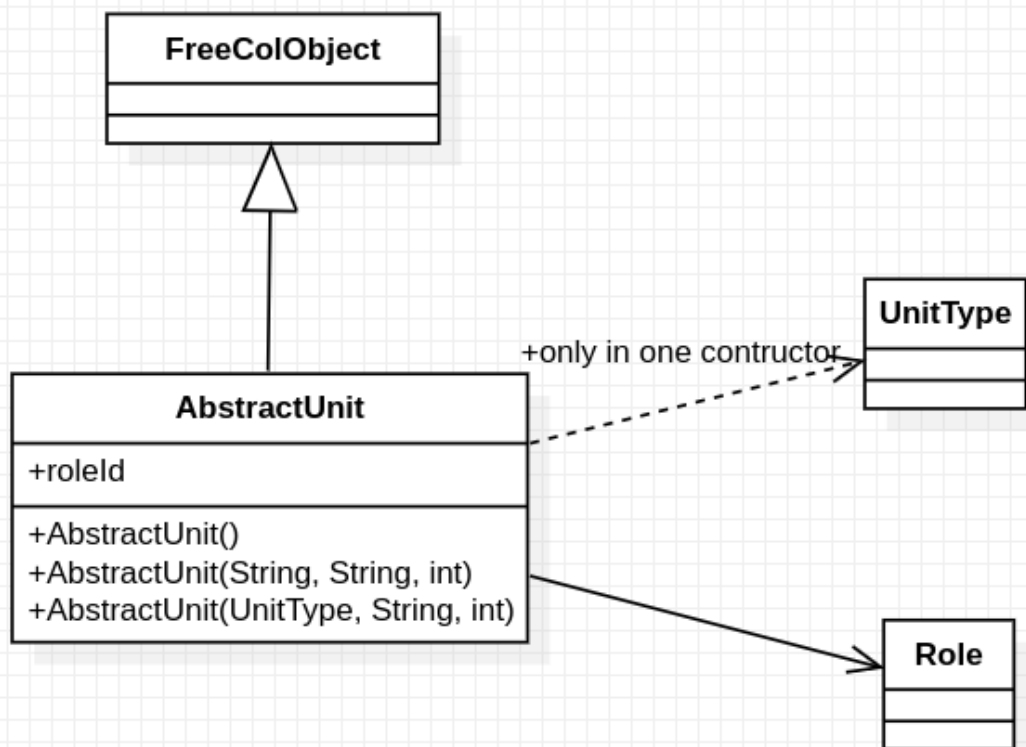 FreeColObject
UnitType
+only in one contructor
AbstractUnit
+roleId
+AbstractUnit()
+AbstractUnit(String, String, int)
+AbstractUnit(UnitType, String, int)
Role